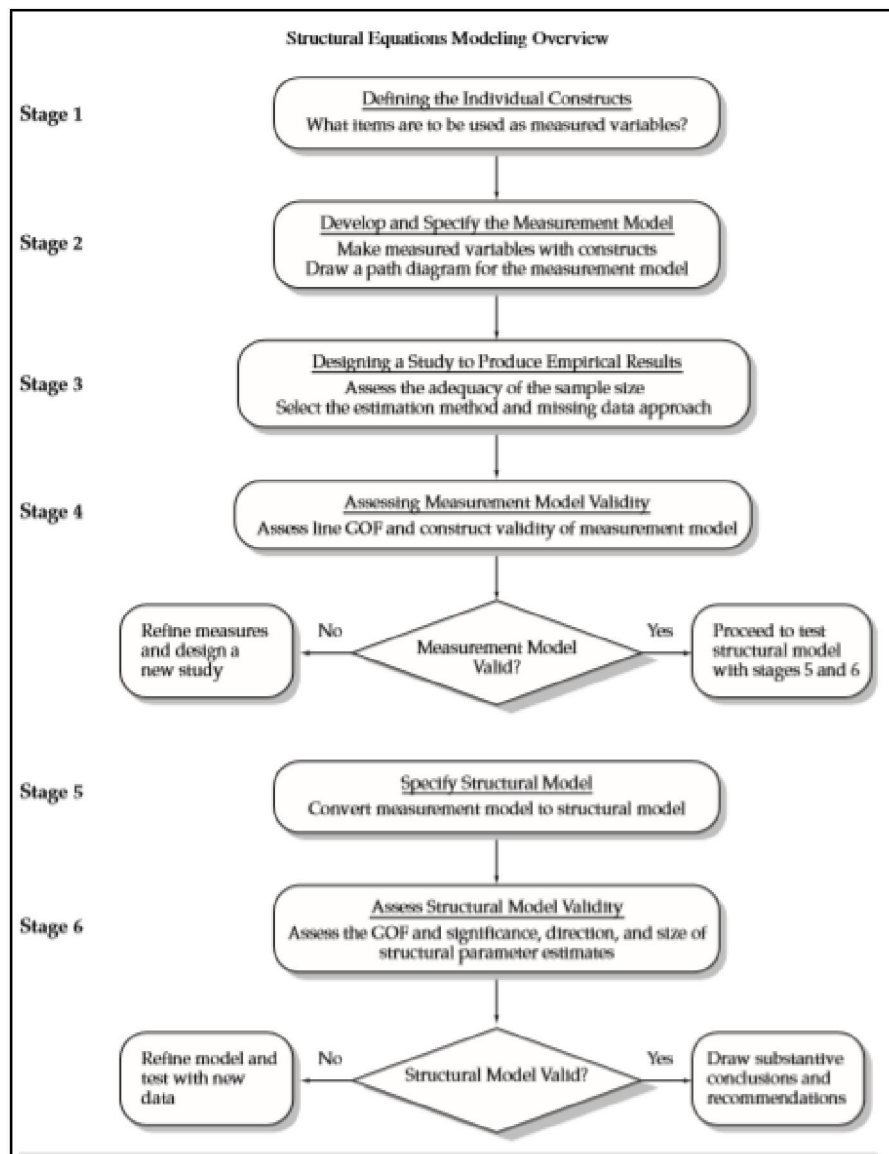 Structural Equations Modeling Overview
Stage 1
Defining the Individual Constructs
What items are to be used as measured variables?
Stage 2
Develop and Specify the Measurement Model
Make measured variables with constructs
Draw a path diagram for the measurement model
Stage 3
Designing a Study to Produce Empirical Results
Assess the adequacy of the sample size
Select the estimation method and missing data approach
Stage 4
Assessing Measurement Model Validity
Assess line GOF and construct validity of measurement model
Refine measures
and design a
new study
No
Measurement Model
Valid?
Yes
Proceed to test
structural model
with stages 5 and 6
Stage 5
Specify Structural Model
Convert measurement model to structural model
Stage 6
Assess Structural Model Validity
Assess the GOF and significance, direction, and size of
structural parameter estimates
Refine model and
test with new
data
No
Structural Model Valid?
Yes
Draw substantive
conclusions and
recommendations